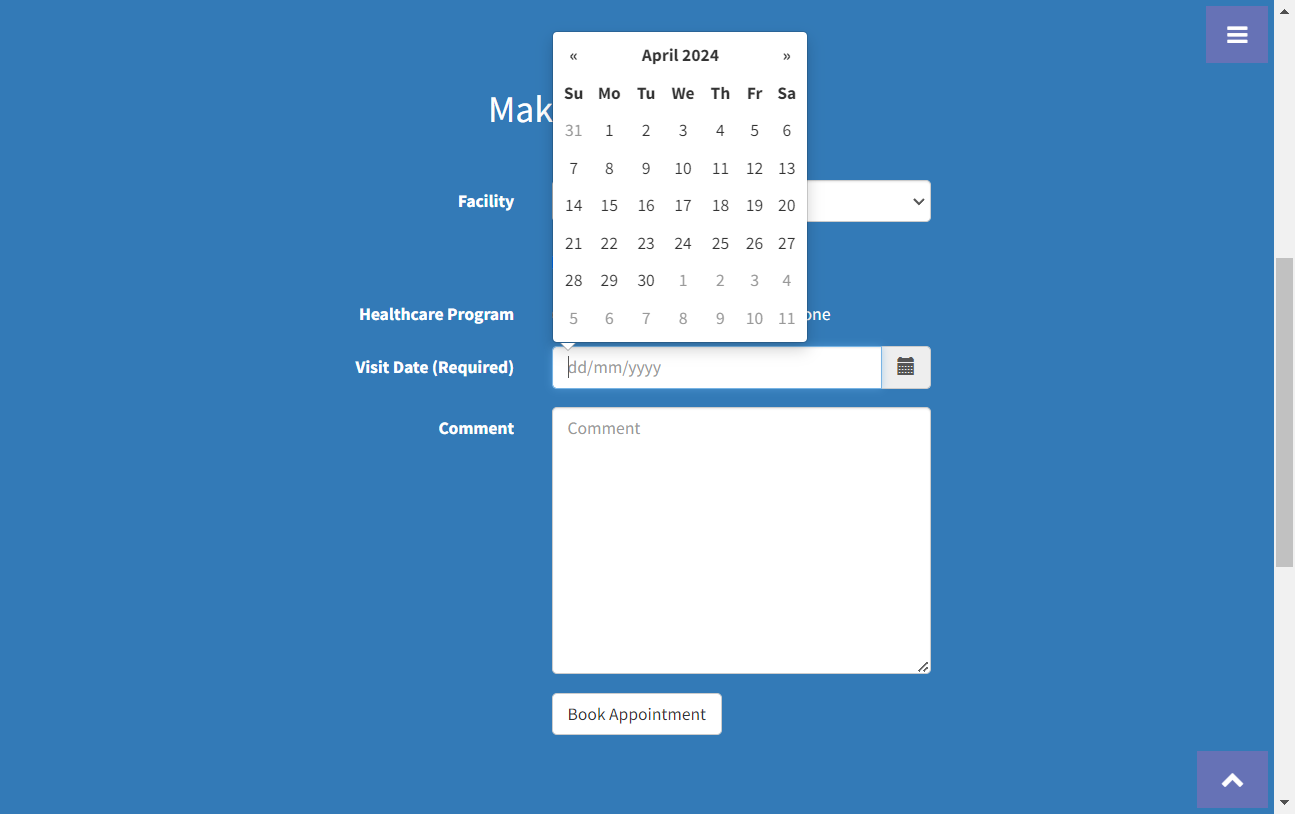 « April 2024 »
Su Mo Tu We Th Fr Sa
31 1 2 3 4 5 6
7 8 9 10 11 12 13
14 15 16 17 18 19 20
21 22 23 24 25 26 27
28 29 30 1 2 3 4
5 6 7 8 9 10 11
Mak
Facility
Healthcare Program
one
Visit Date (Required) dd/mm/yyyy
Comment Comment
Book Appointment